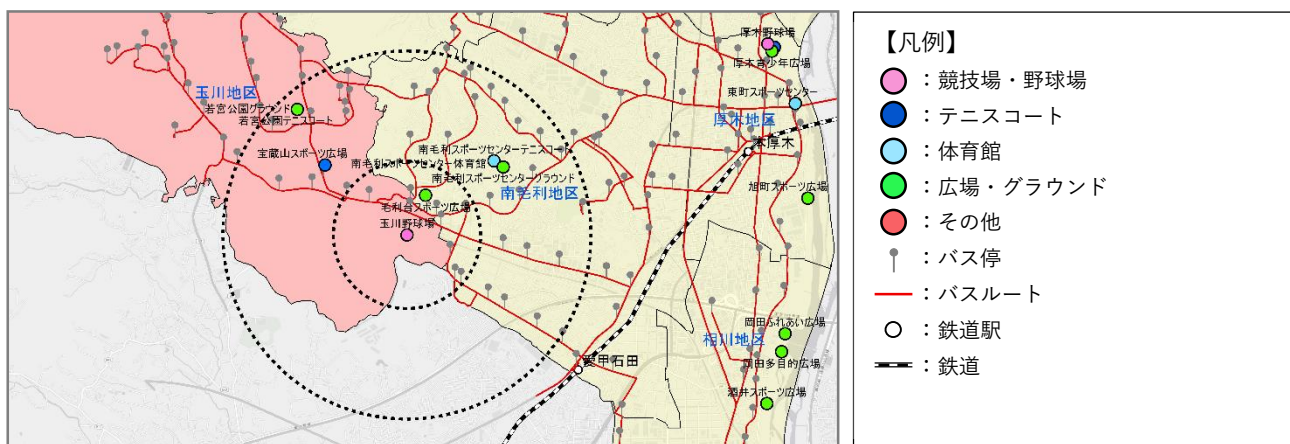 厚木野球場
厚木青少年広場
東町スポーツセンター
玉川地区
若宮公園グラウンド
若宮公園テニスコート
厚木地区
本厚木
宝蔵山スポーツ広場
南毛利スポーツセンターテニスコート
南毛利スポーツセンター体育館
南毛利スポーツセンターグラウンド
南毛利地区
旭町スポーツ広場
毛利台スポーツ広場
玉川野球場
岡田ふれあい広場
相川地区
岡田多目的広場
愛甲石田
酒井スポーツ広場
【凡例】
：競技場・野球場
：テニスコート
：体育館
：広場・グラウンド
：その他
：バス停
：バスルート
：鉄道駅
：鉄道